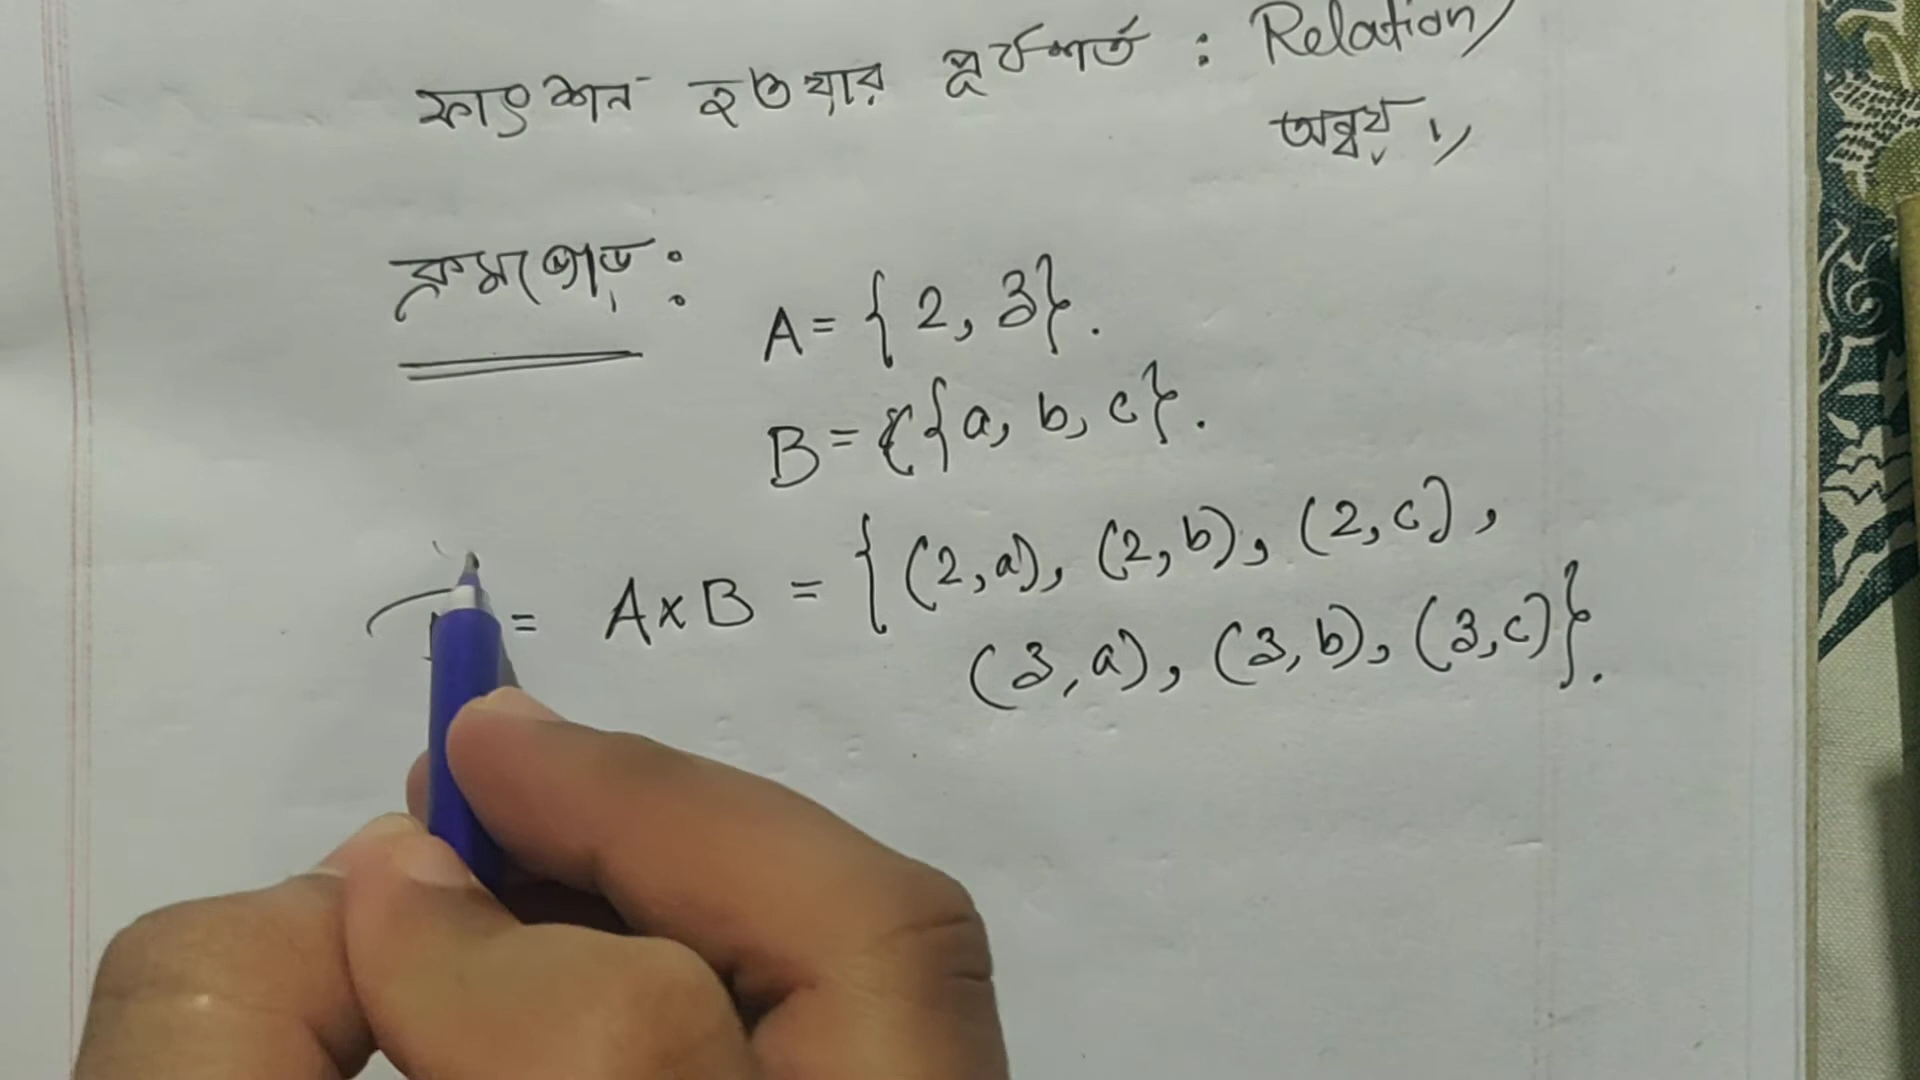 ফাংশন হওয়ার পূর্বশর্ত : Relation/
অন্বয় ।
ক্রমজোড় :
A = { 2, 3}.
B = {a, b, c}.
= A×B = {(2,a), (2,b), (2,c),
(3,a), (3,b), (3,c)}.